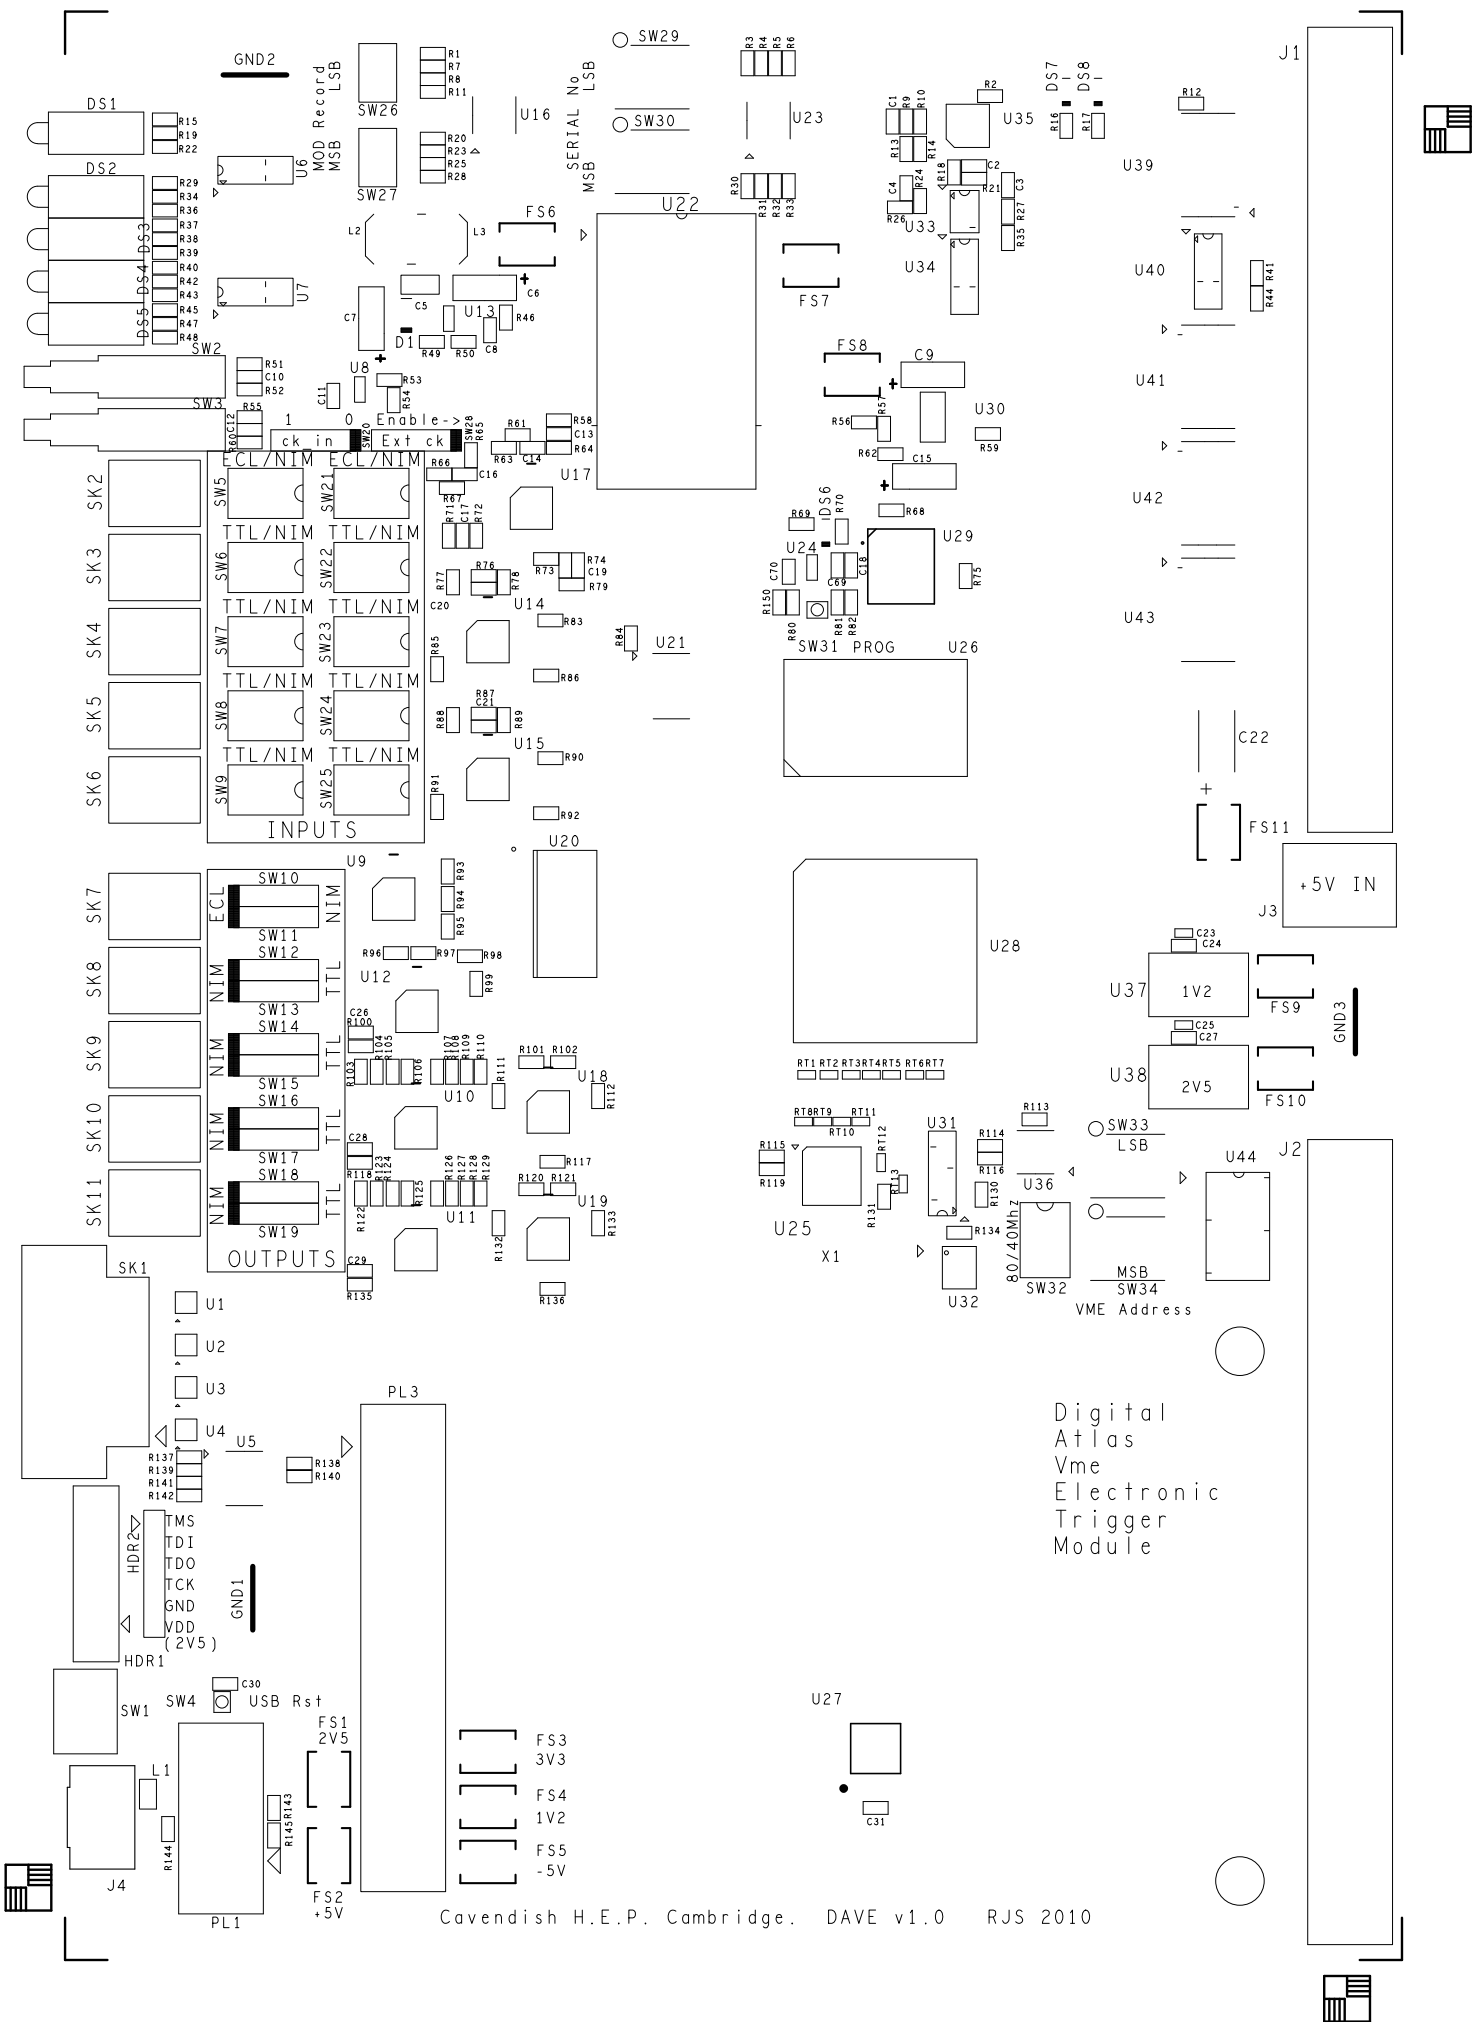 SW29
R3
R4
R5
R6
J1
GND2
MOD Record
MSB LSB
SW26
R1
R7
R8
R11
SERIAL No
MSB LSB
DS7
DS8
R2
R12
DS1
R15
R19
R22
U16
SW30
U23
C1
R9
R10
U35
R16
R17
R13
R14
R20
R23
R25
R28
U6
SW27
DS2
R29
R34
R36
R30
R31
R32
R33
R18
C2
R21
C3
C4
R24
R26
R27
R35
U33
U34
U39
U22
L2
L3
FS6
DS3
R37
R38
R39
DS4
R40
R42
R43
DS5
R45
R47
R48
U7
C5
C6
C7
U13
C8
R46
D1
R49
R50
FS7
U40
R41
R44
SW2
R51
C10
R52
U8
C11
R53
R54
FS8
C9
U30
U41
SW3
R55
C12
R60
1 0 Enable->
ck in
SW20
Ext ck
SW28
R65
R61
R63
C14
R58
C13
R64
R56
R57
R62
R59
C15
ECL/NIM ECL/NIM
SK2
SW5
SW21
R66
C16
R67
U17
U42
R71
C17
R72
DS6
R70
R69
R68
TTL/NIM TTL/NIM
SK3
SW6
SW22
R73
R74
C19
R79
U24
U29
C70
C69
C18
R75
R77
R76
R78
C20
U14
R150
R80
R81
R82
TTL/NIM TTL/NIM
SK4
SW7
SW23
R83
R84
U21
SW31 PROG
U26
U43
R85
R86
TTL/NIM TTL/NIM
SK5
SW8
SW24
R87
C21
R88
R89
U15
C22
TTL/NIM TTL/NIM
SK6
SW9
SW25
R90
R91
R92
INPUTS
FS11
U9
U20
SW10
SK7
ECL
NIM
SW11
R93
R94
R95
+5V IN
J3
SW12
SK8
NIM
TTL
SW13
R96
R97
R98
R99
U12
U28
C23
C24
U37
1V2
FS9
GND3
SW14
SK9
NIM
TTL
SW15
C26
R100
R103
R104
R105
R106
R107
R108
R109
R110
R111
R101
R102
U18
R112
U10
RT1
RT2
RT3
RT4
RT5
RT6
RT7
C25
C27
U38
2V5
FS10
SW16
SK10
NIM
TTL
SW17
C28
R118
RT8
RT9
RT10
RT11
RT12
RT13
U31
R113
R114
R116
SW33
LSB
J2
R115
R119
R117
SW18
SK11
NIM
TTL
SW19
R122
R123
R124
R125
R126
R127
R128
R129
R120
R121
U19
R132
R133
U11
U25
R131
R130
R134
U36
U44
OUTPUTS
C29
R135
R136
X1
U32
80/40Mhz
SW32
MSB
SW34
VME Address
SK1
U1
U2
U3
U4
U5
PL3
R137
R139
R141
R142
R138
R140
Digital
Atlas
Vme
Electronic
Trigger
Module
HDR2
TMS
TDI
TDO
TCK
GND
VDD
(2V5)
GND1
HDR1
SW1
SW4
C30
USB Rst
FS1
2V5
FS3
3V3
FS4
1V2
FS5
-5V
U27
C31
L1
R143
R145
R144
J4
PL1
FS2
+5V
Cavendish H.E.P. Cambridge. DAVE v1.0 RJS 2010